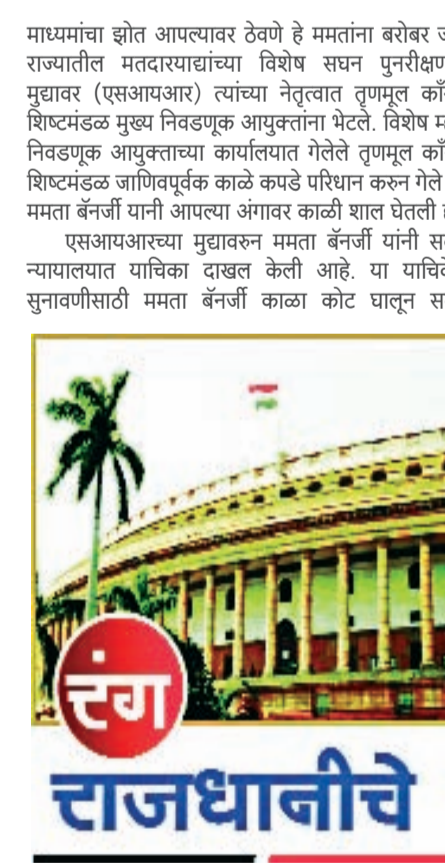 माध्यमांचा झोत आपल्यावर ठेवणे हे ममतांना बरोबर
राज्यातील मतदारयाद्यांच्या विशेष सघन पुनरीक्षण
मुद्यावर (एसआयआर) त्यांच्या नेतृत्वात तृणमूल
शिष्टमंडळ मुख्य निवडणूक आयुक्तांना भेटले. विशेष
निवडणूक आयुक्ताच्या कार्यालयात गेलेले तृणमूल
शिष्टमंडळ जाणिवपूर्वक काळे कपडे परिधान करुन गेले
ममता बॅनर्जी यानी आपल्या अंगावर काळी शाल घेतली
एसआयआरच्या मुद्यावरुन ममता बॅनर्जी यांनी
न्यायालयात याचिका दाखल केली आहे. या
सुनावणीसाठी ममता बॅनर्जी काळा कोट घालून
रंग
राजधानीचे